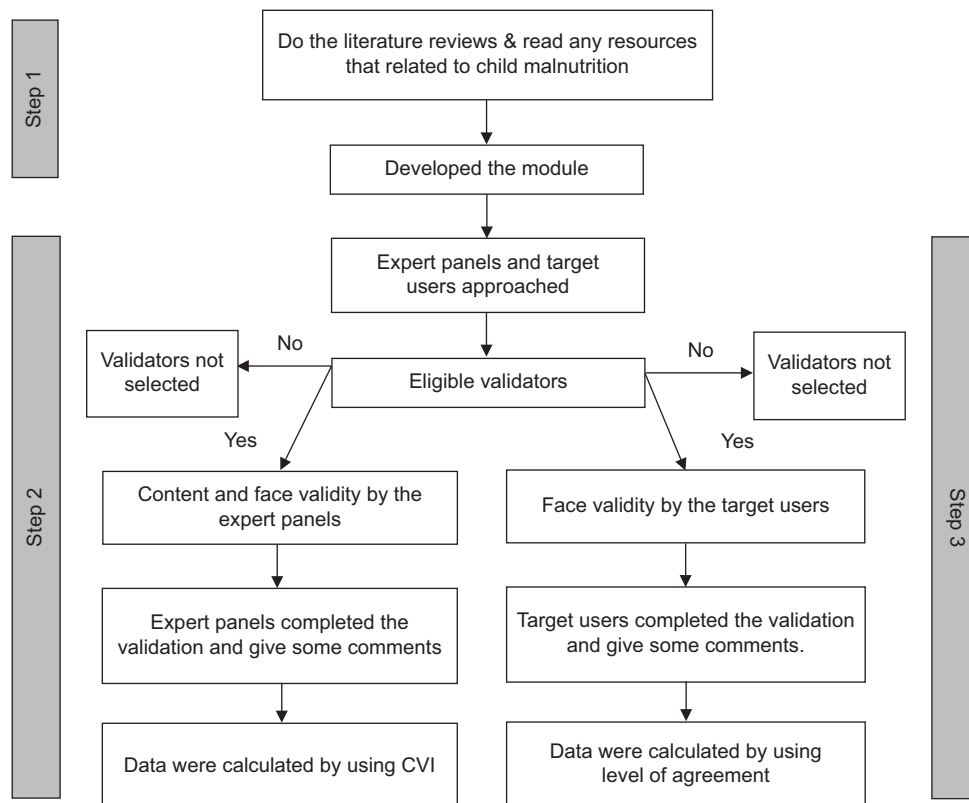 Step 1
Do the literature reviews & read any resources
that related to child malnutrition
Developed the module
Step 2
Step 3
Expert panels and target
users approached
Validators not
selected
No
Eligible validators
No
Validators not
selected
Yes
Yes
Content and face validity by the
expert panels
Face validity by the target users
Expert panels completed the
validation and give some comments
Target users completed the validation
and give some comments.
Data were calculated by using CVI
Data were calculated by using
level of agreement